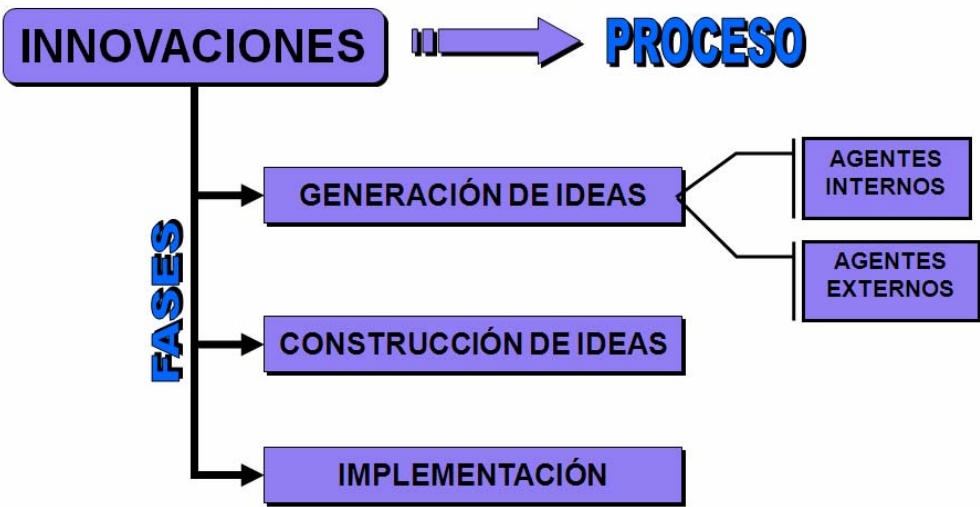 INNOVACIONES
PROCESO
FASES
GENERACIÓN DE IDEAS
AGENTES
INTERNOS
AGENTES
EXTERNOS
CONSTRUCCIÓN DE IDEAS
IMPLEMENTACIÓN